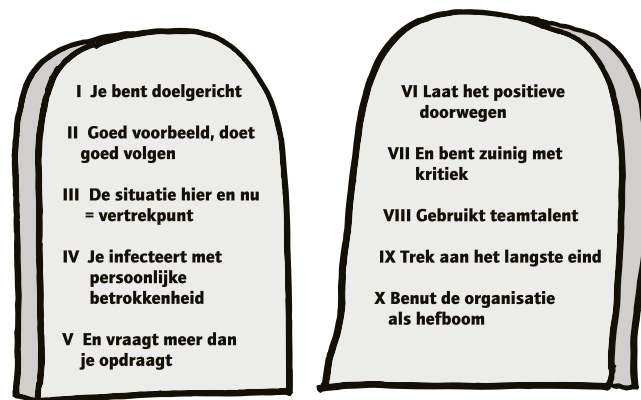 I Je bent doelgericht
II Goed voorbeeld, doet
goed volgen
III De situatie hier en nu
= vertrekpunt
IV Je infecteert met
persoonlijke
betrokkenheid
V En vraagt meer dan
je opdraagt
VI Laat het positieve
doorwegen
VII En bent zuinig met
kritiek
VIII Gebruikt teamtalent
IX Trek aan het langste eind
X Benut de organisatie
als hefboom